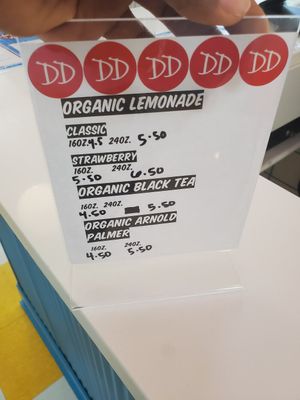 DD DD DD DD DD
ORGANIC LEMONADE
CLASSIC
16OZ. 4.5 24OZ. 5.50
STRAWBERRY
16OZ. 24OZ.
5.50 6.50
ORGANIC BLACK TEA
16OZ. 24OZ.
4.50 5.50
ORGANIC ARNOLD
PALMER
16OZ. 24OZ.
4.50 5.50